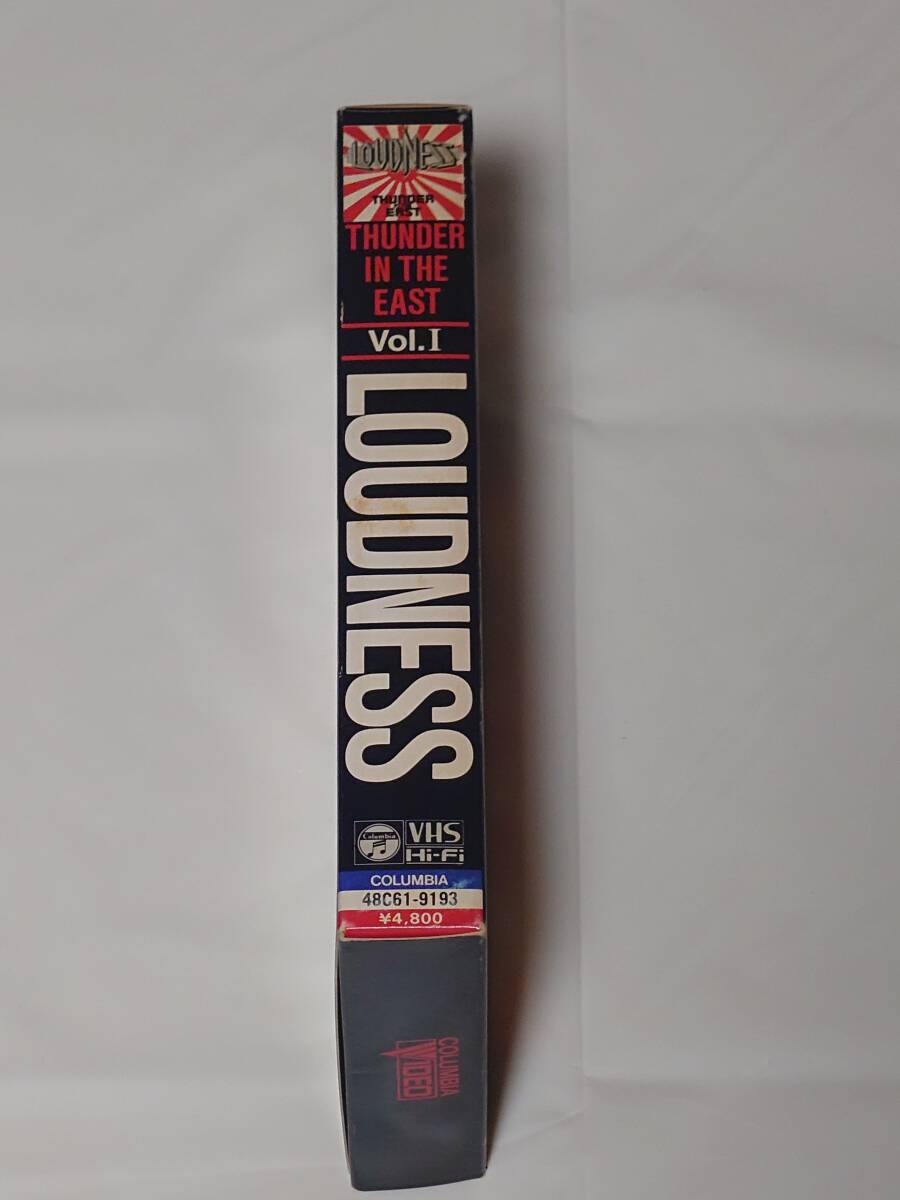 LOUDNESS
THUNDER
EAST
THUNDER
IN THE
EAST
Vol.I
LOUDNESS
Columbia
VHS
Hi-Fi
COLUMBIA
48C61-9193
¥4,800
COLUMBIA
VIDEO